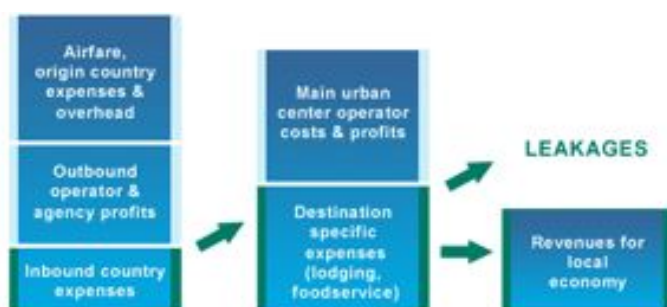 Airfare,
origin country
expenses &
overhead
Outbound
operator &
agency profits
Inbound country
expenses
Main urban
center operator
costs & profits
Destination
specific
expenses
(lodging,
foodservice)
LEAKAGES
Revenues for
local
economy